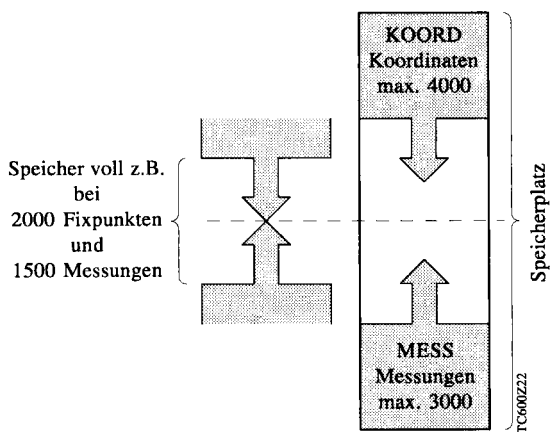 KOORD
Koordinaten
max. 4000
Speicher voll z.B.
bei
2000 Fixpunkten
und
1500 Messungen
Speicherplatz
MESS
Messungen
max. 3000
TC600Z22